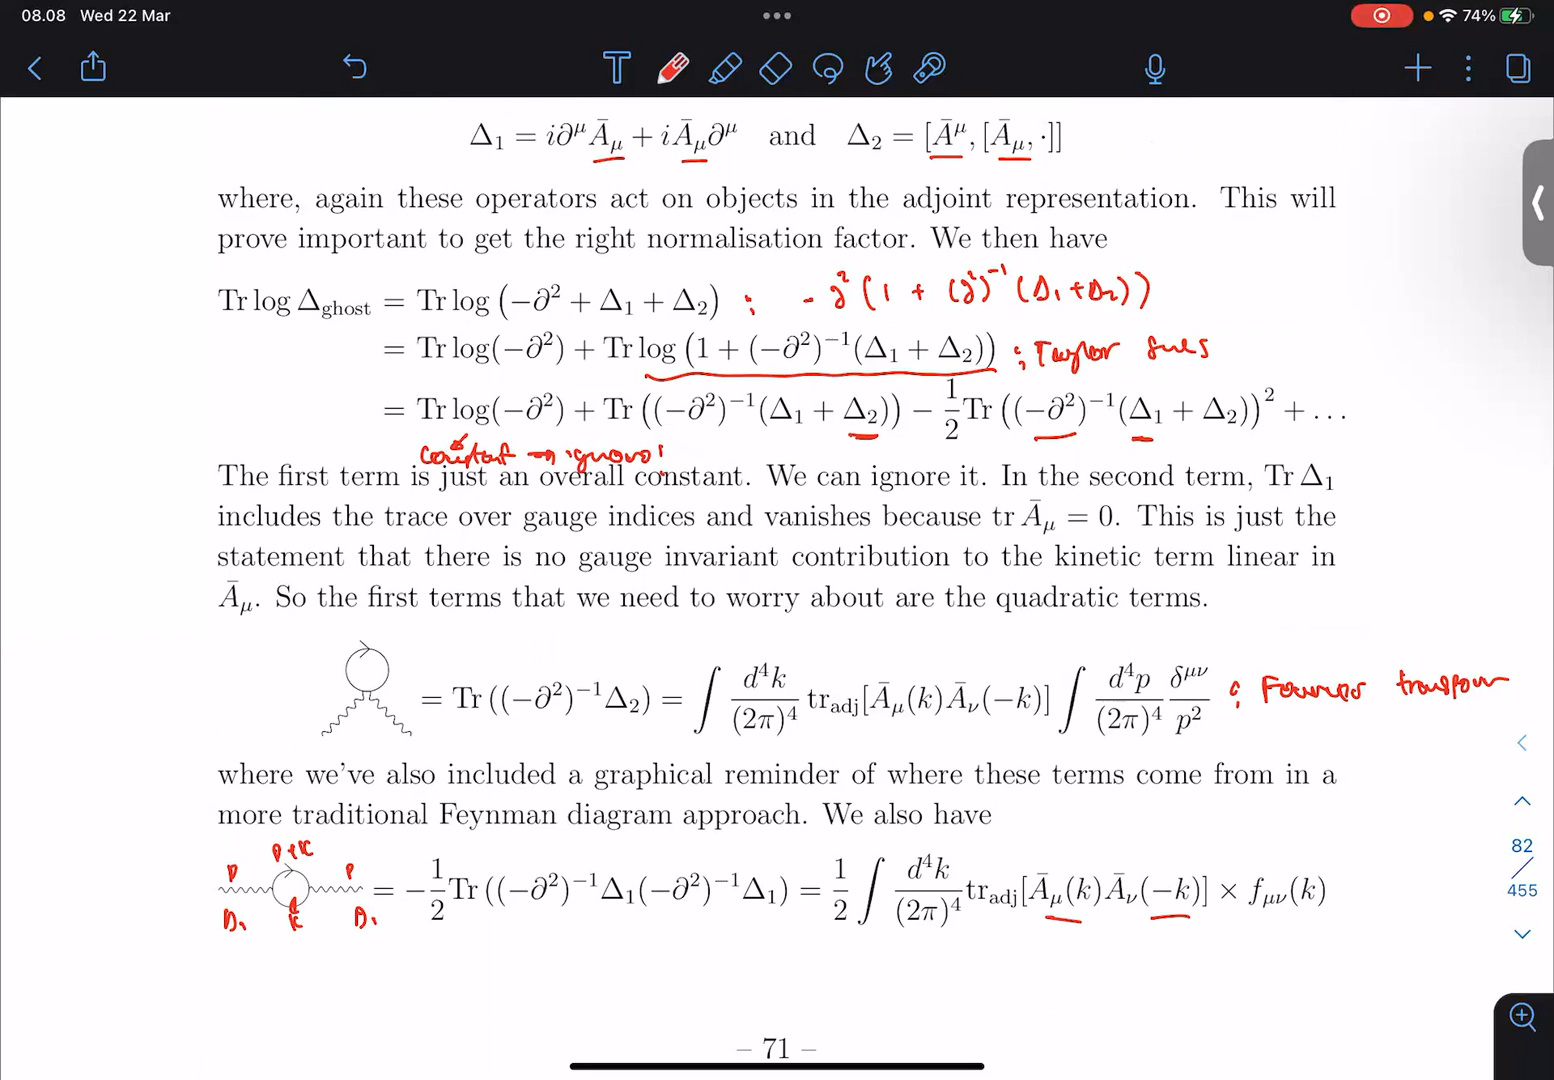 08.08 Wed 22 Mar
74%
Δ₁ = i∂^μ Ā_μ + iĀ_μ ∂^μ and Δ₂ = [Ā^μ, [Ā_μ, ·]]
where, again these operators act on objects in the adjoint representation. This will
prove important to get the right normalisation factor. We then have
Tr log Δ_ghost = Tr log (−∂² + Δ₁ + Δ₂) ; - ∂² (1 + (∂²)⁻¹ (Δ₁ + Δ₂))
= Tr log(−∂²) + Tr log (1 + (−∂²)⁻¹(Δ₁ + Δ₂)) ; Taylor
= Tr log(−∂²) + Tr ((−∂²)⁻¹(Δ₁ + Δ₂)) − 1/2 Tr ((−∂²)⁻¹(Δ₁ + Δ₂))² + …
constant → ignore!
The first term is just an overall constant. We can ignore it. In the second term, Tr Δ₁
includes the trace over gauge indices and vanishes because tr Ā_μ = 0. This is just the
statement that there is no gauge invariant contribution to the kinetic term linear in
Ā_μ. So the first terms that we need to worry about are the quadratic terms.
= Tr ((−∂²)⁻¹Δ₂) = ∫ d⁴k/(2π)⁴ tr_adj[Ā_μ(k)Ā_ν(−k)] ∫ d⁴p/(2π)⁴ δ^μν/p² ; Fourier transform
where we've also included a graphical reminder of where these terms come from in a
more traditional Feynman diagram approach. We also have
p p+k p
= −1/2 Tr ((−∂²)⁻¹Δ₁(−∂²)⁻¹Δ₁) = 1/2 ∫ d⁴k/(2π)⁴ tr_adj[Ā_μ(k)Ā_ν(−k)] × f_μν(k)
Δ₁ k Δ₁
– 71 –
82
455